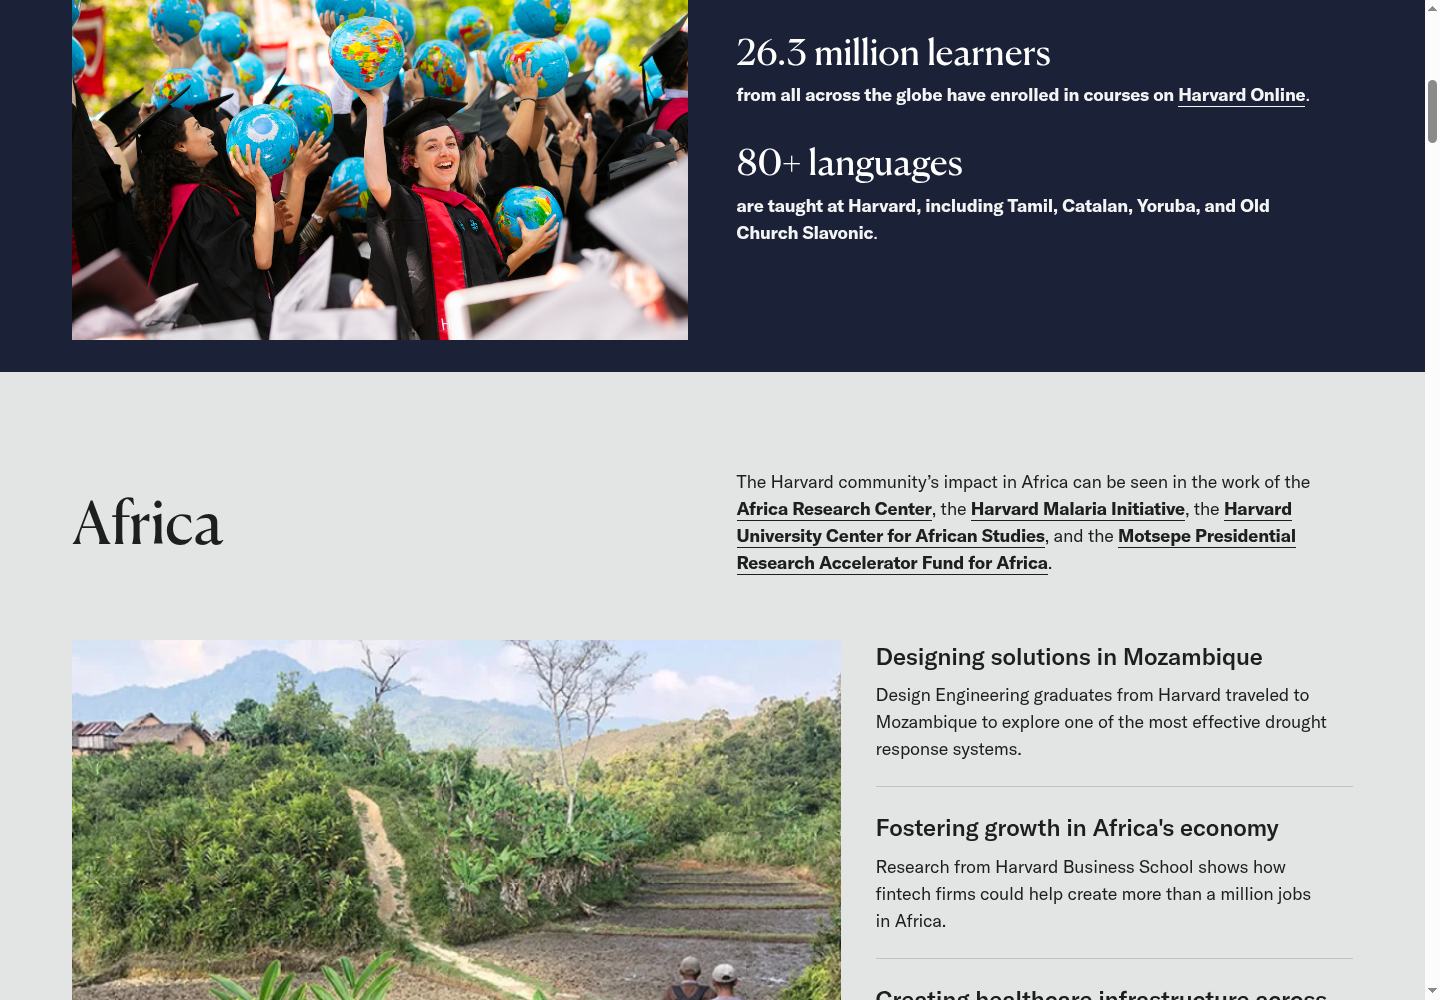 26.3 million learners
from all across the globe have enrolled in courses on Harvard Online.
80+ languages
are taught at Harvard, including Tamil, Catalan, Yoruba, and Old
Church Slavonic.
Africa
The Harvard community’s impact in Africa can be seen in the work of the
Africa Research Center, the Harvard Malaria Initiative, the Harvard
University Center for African Studies, and the Motsepe Presidential
Research Accelerator Fund for Africa.
Designing solutions in Mozambique
Design Engineering graduates from Harvard traveled to
Mozambique to explore one of the most effective drought
response systems.
Fostering growth in Africa's economy
Research from Harvard Business School shows how
fintech firms could help create more than a million jobs
in Africa.
Creating healthcare infrastructure across